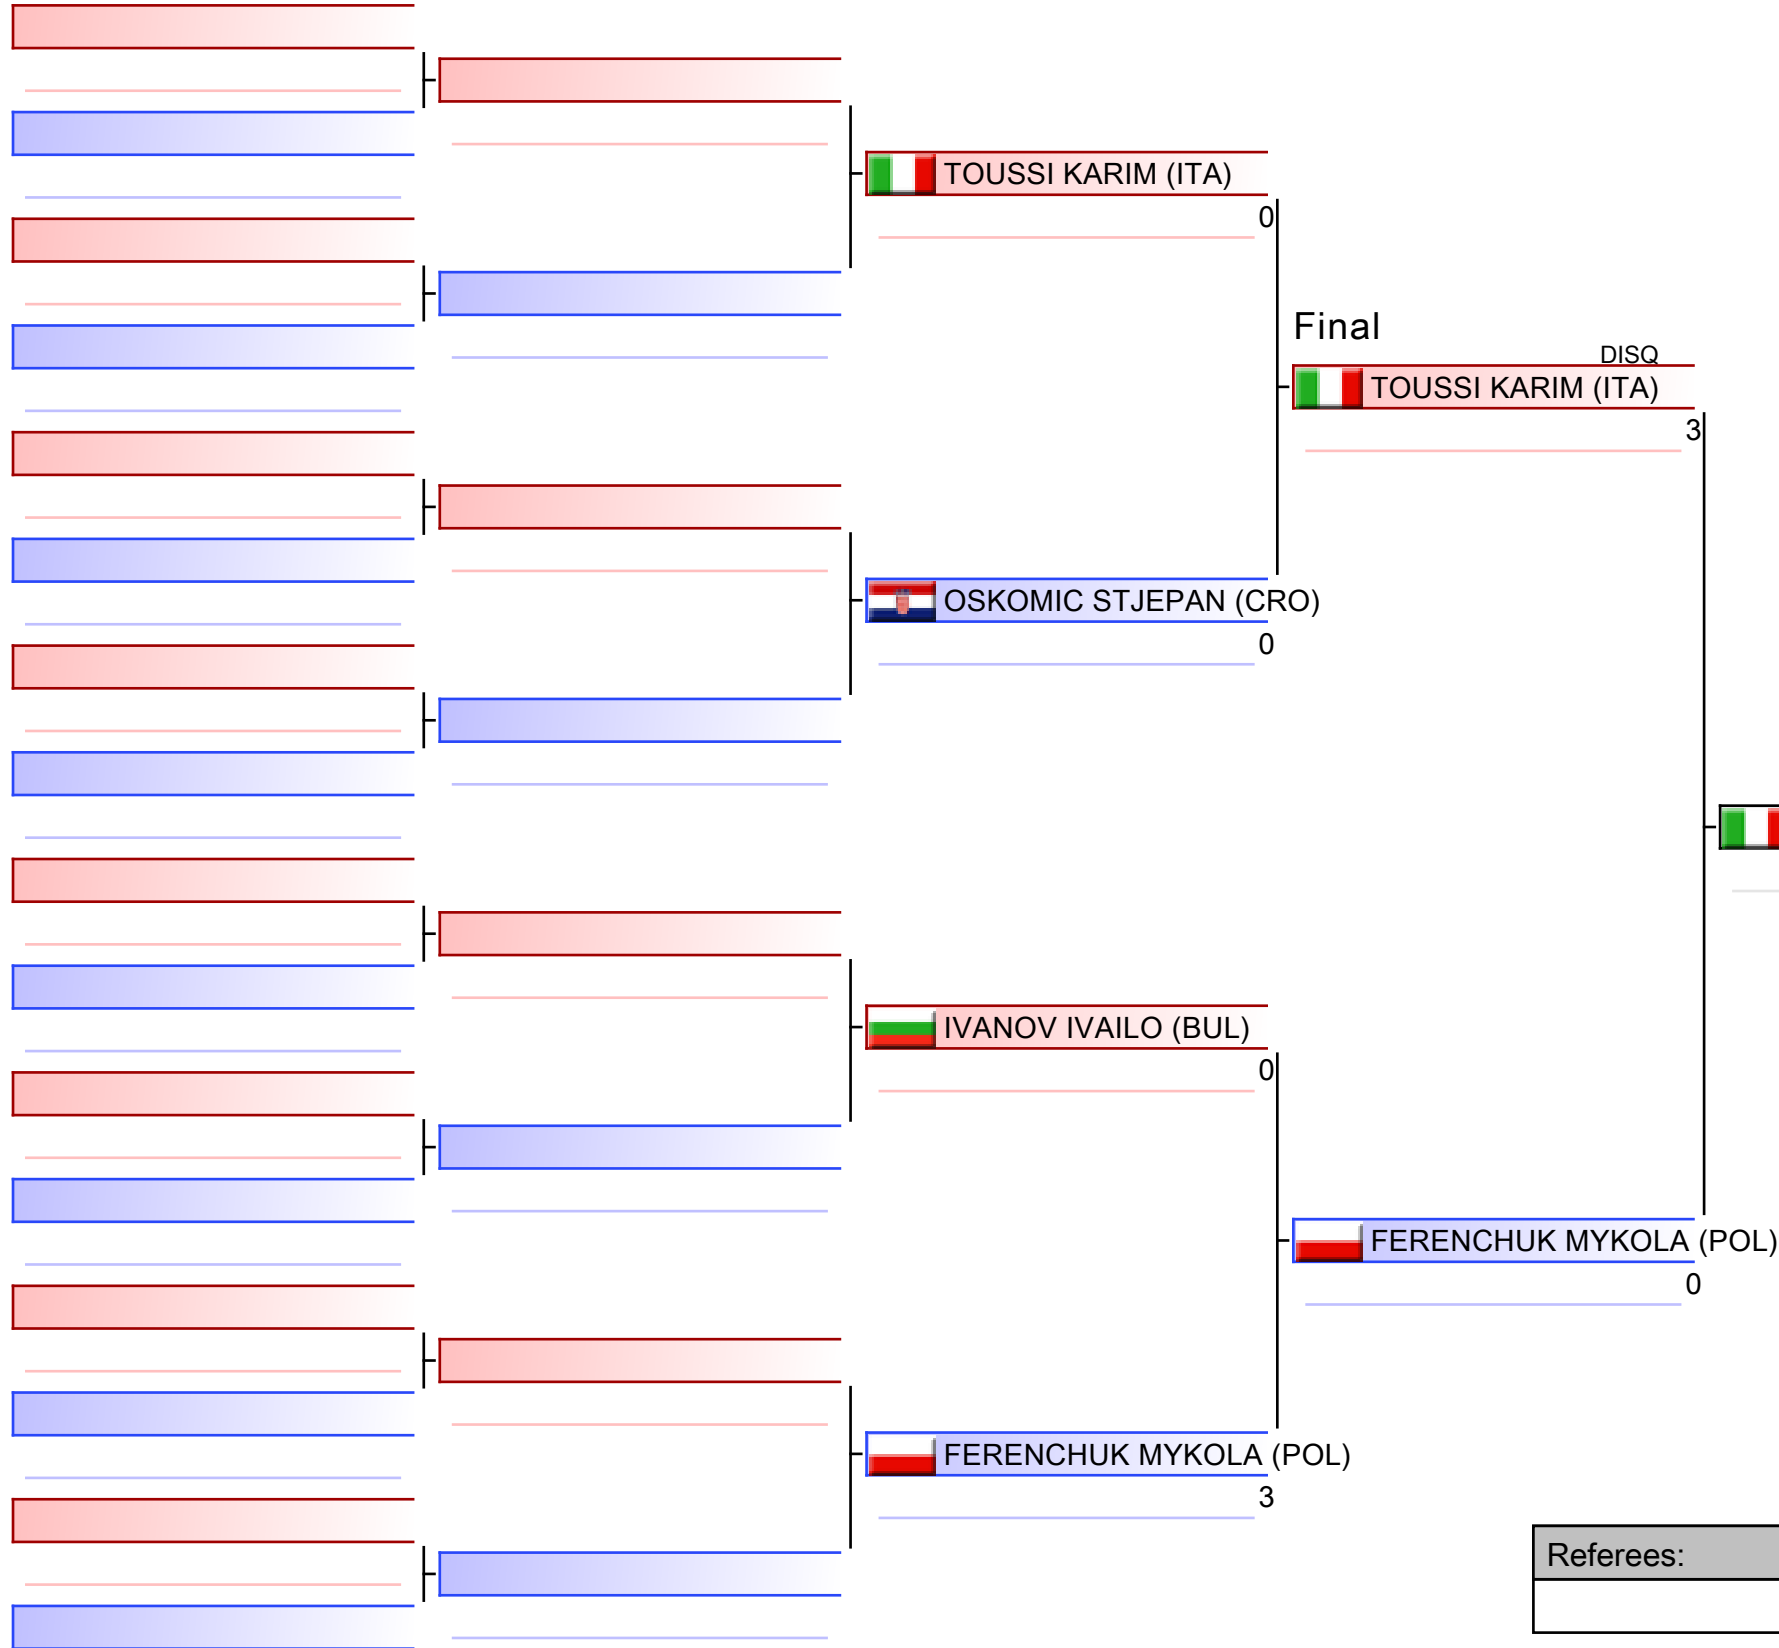 TOUSSI KARIM (ITA)
0
Final
DISQ
TOUSSI KARIM (ITA)
3
OSKOMIC STJEPAN (CRO)
0
IVANOV IVAILO (BUL)
0
FERENCHUK MYKOLA (POL)
0
FERENCHUK MYKOLA (POL)
3
Referees: